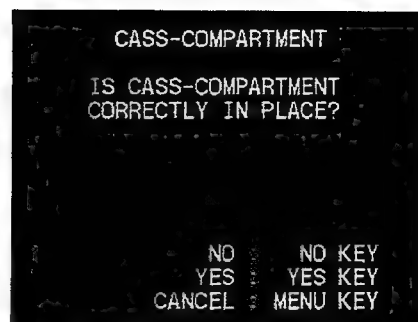 CASS-COMPARTMENT
IS CASS-COMPARTMENT
CORRECTLY IN PLACE?
NO NO KEY
YES YES KEY
CANCEL MENU KEY